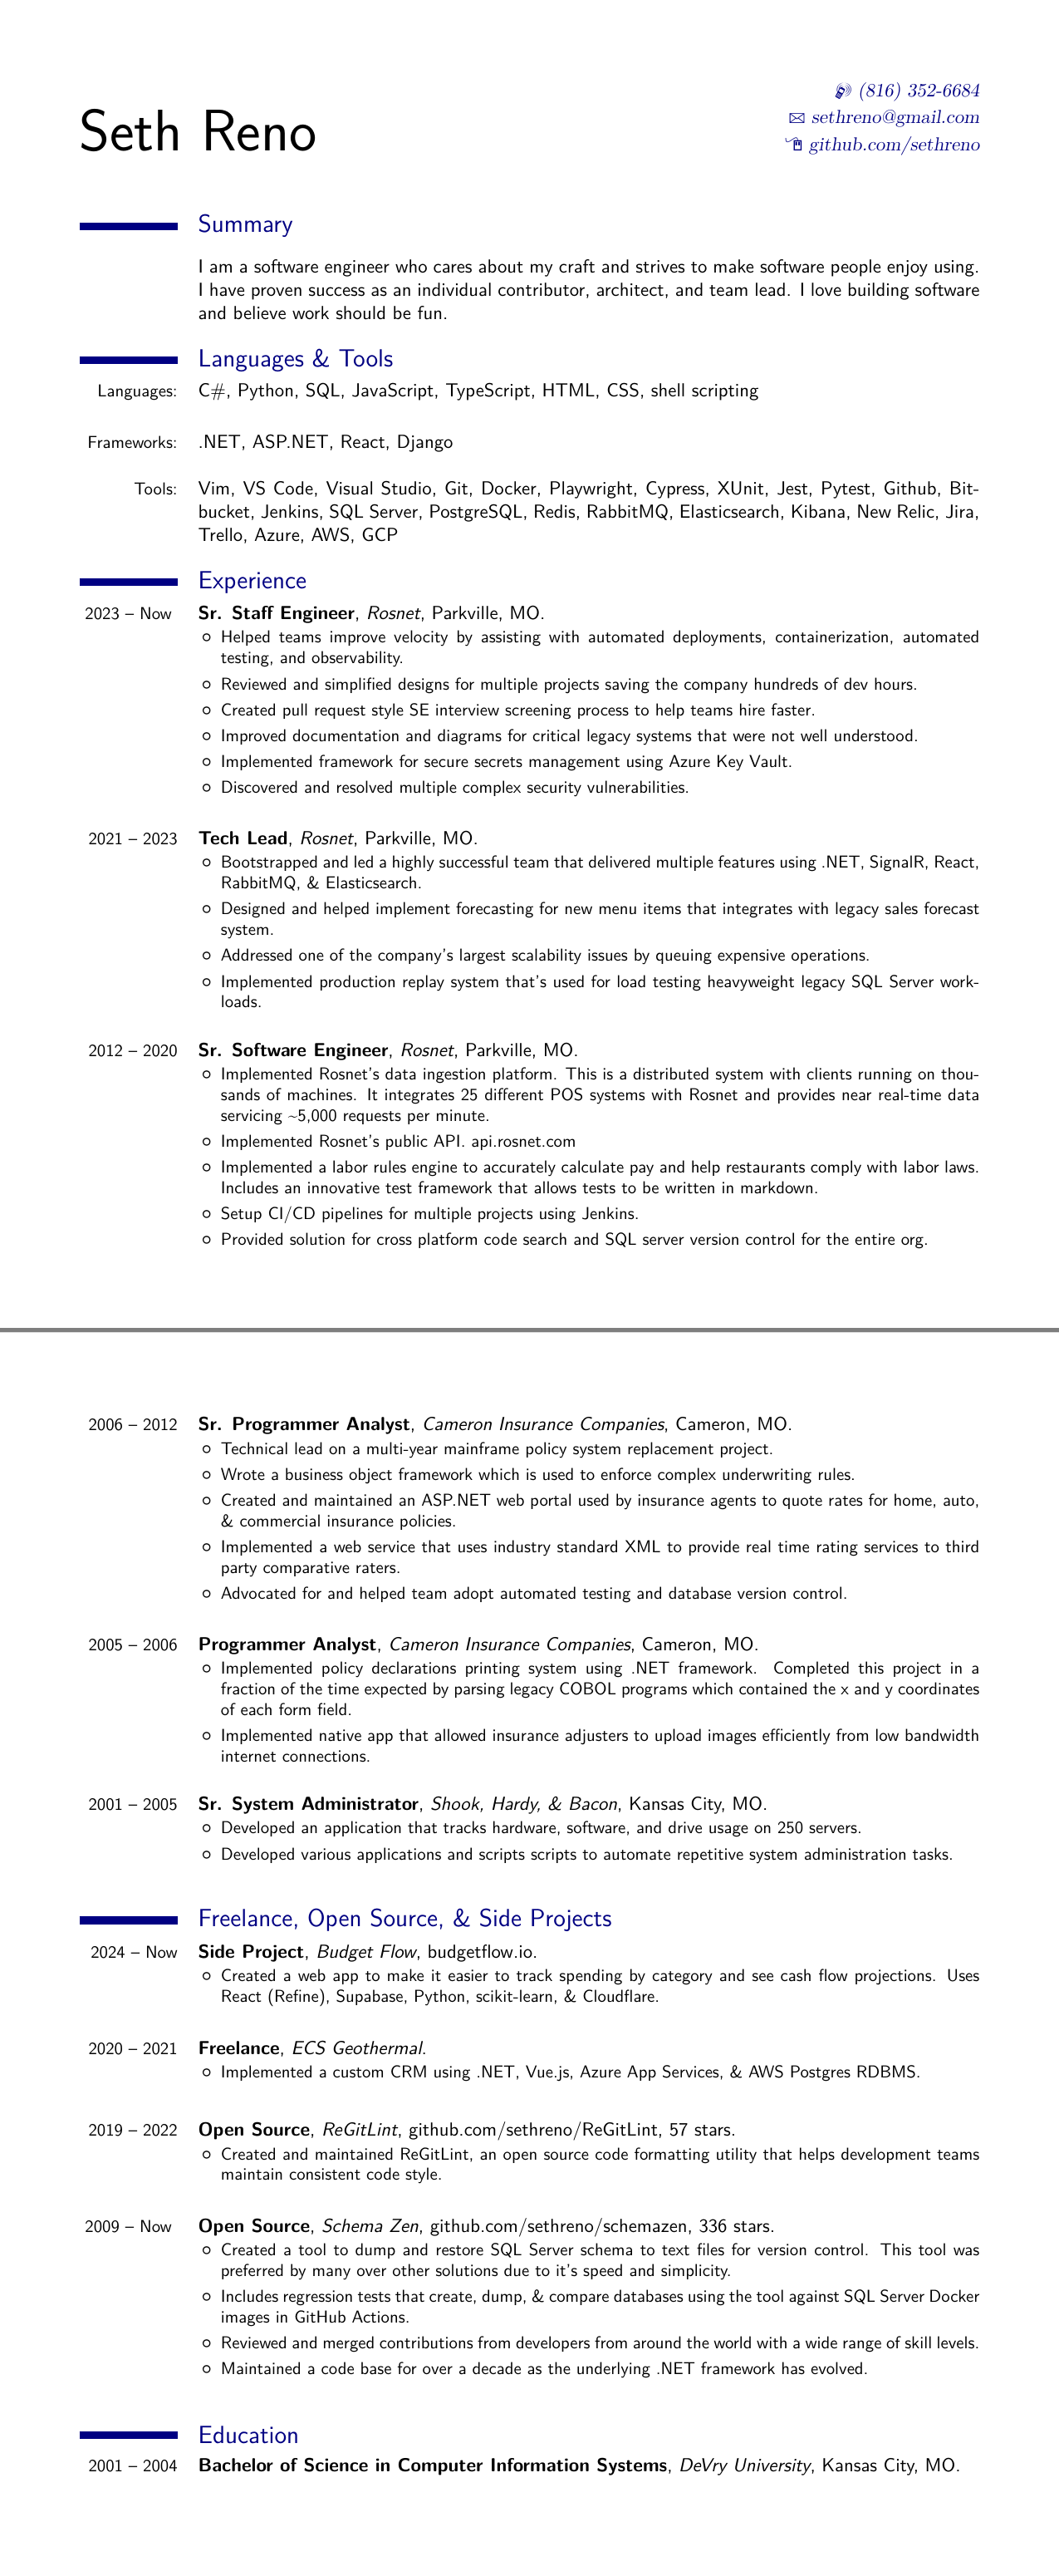 Seth Reno
(816) 352-6684
sethreno@gmail.com
github.com/sethreno
Summary
I am a software engineer who cares about my craft and strives to make software people enjoy using.
I have proven success as an individual contributor, architect, and team lead. I love building software
and believe work should be fun.
Languages & Tools
Languages: C#, Python, SQL, JavaScript, TypeScript, HTML, CSS, shell scripting
Frameworks: .NET, ASP.NET, React, Django
Tools: Vim, VS Code, Visual Studio, Git, Docker, Playwright, Cypress, XUnit, Jest, Pytest, Github, Bit-
bucket, Jenkins, SQL Server, PostgreSQL, Redis, RabbitMQ, Elasticsearch, Kibana, New Relic, Jira,
Trello, Azure, AWS, GCP
Experience
2023 – Now Sr. Staff Engineer, Rosnet, Parkville, MO.
○ Helped teams improve velocity by assisting with automated deployments, containerization, automated
testing, and observability.
○ Reviewed and simplified designs for multiple projects saving the company hundreds of dev hours.
○ Created pull request style SE interview screening process to help teams hire faster.
○ Improved documentation and diagrams for critical legacy systems that were not well understood.
○ Implemented framework for secure secrets management using Azure Key Vault.
○ Discovered and resolved multiple complex security vulnerabilities.
2021 – 2023 Tech Lead, Rosnet, Parkville, MO.
○ Bootstrapped and led a highly successful team that delivered multiple features using .NET, SignalR, React,
RabbitMQ, & Elasticsearch.
○ Designed and helped implement forecasting for new menu items that integrates with legacy sales forecast
system.
○ Addressed one of the company's largest scalability issues by queuing expensive operations.
○ Implemented production replay system that's used for load testing heavyweight legacy SQL Server work-
loads.
2012 – 2020 Sr. Software Engineer, Rosnet, Parkville, MO.
○ Implemented Rosnet's data ingestion platform. This is a distributed system with clients running on thou-
sands of machines. It integrates 25 different POS systems with Rosnet and provides near real-time data
servicing ~5,000 requests per minute.
○ Implemented Rosnet's public API. api.rosnet.com
○ Implemented a labor rules engine to accurately calculate pay and help restaurants comply with labor laws.
Includes an innovative test framework that allows tests to be written in markdown.
○ Setup CI/CD pipelines for multiple projects using Jenkins.
○ Provided solution for cross platform code search and SQL server version control for the entire org.
2006 – 2012 Sr. Programmer Analyst, Cameron Insurance Companies, Cameron, MO.
○ Technical lead on a multi-year mainframe policy system replacement project.
○ Wrote a business object framework which is used to enforce complex underwriting rules.
○ Created and maintained an ASP.NET web portal used by insurance agents to quote rates for home, auto,
& commercial insurance policies.
○ Implemented a web service that uses industry standard XML to provide real time rating services to third
party comparative raters.
○ Advocated for and helped team adopt automated testing and database version control.
2005 – 2006 Programmer Analyst, Cameron Insurance Companies, Cameron, MO.
○ Implemented policy declarations printing system using .NET framework. Completed this project in a
fraction of the time expected by parsing legacy COBOL programs which contained the x and y coordinates
of each form field.
○ Implemented native app that allowed insurance adjusters to upload images efficiently from low bandwidth
internet connections.
2001 – 2005 Sr. System Administrator, Shook, Hardy, & Bacon, Kansas City, MO.
○ Developed an application that tracks hardware, software, and drive usage on 250 servers.
○ Developed various applications and scripts scripts to automate repetitive system administration tasks.
Freelance, Open Source, & Side Projects
2024 – Now Side Project, Budget Flow, budgetflow.io.
○ Created a web app to make it easier to track spending by category and see cash flow projections. Uses
React (Refine), Supabase, Python, scikit-learn, & Cloudflare.
2020 – 2021 Freelance, ECS Geothermal.
○ Implemented a custom CRM using .NET, Vue.js, Azure App Services, & AWS Postgres RDBMS.
2019 – 2022 Open Source, ReGitLint, github.com/sethreno/ReGitLint, 57 stars.
○ Created and maintained ReGitLint, an open source code formatting utility that helps development teams
maintain consistent code style.
2009 – Now Open Source, Schema Zen, github.com/sethreno/schemazen, 336 stars.
○ Created a tool to dump and restore SQL Server schema to text files for version control. This tool was
preferred by many over other solutions due to it's speed and simplicity.
○ Includes regression tests that create, dump, & compare databases using the tool against SQL Server Docker
images in GitHub Actions.
○ Reviewed and merged contributions from developers from around the world with a wide range of skill levels.
○ Maintained a code base for over a decade as the underlying .NET framework has evolved.
Education
2001 – 2004 Bachelor of Science in Computer Information Systems, DeVry University, Kansas City, MO.